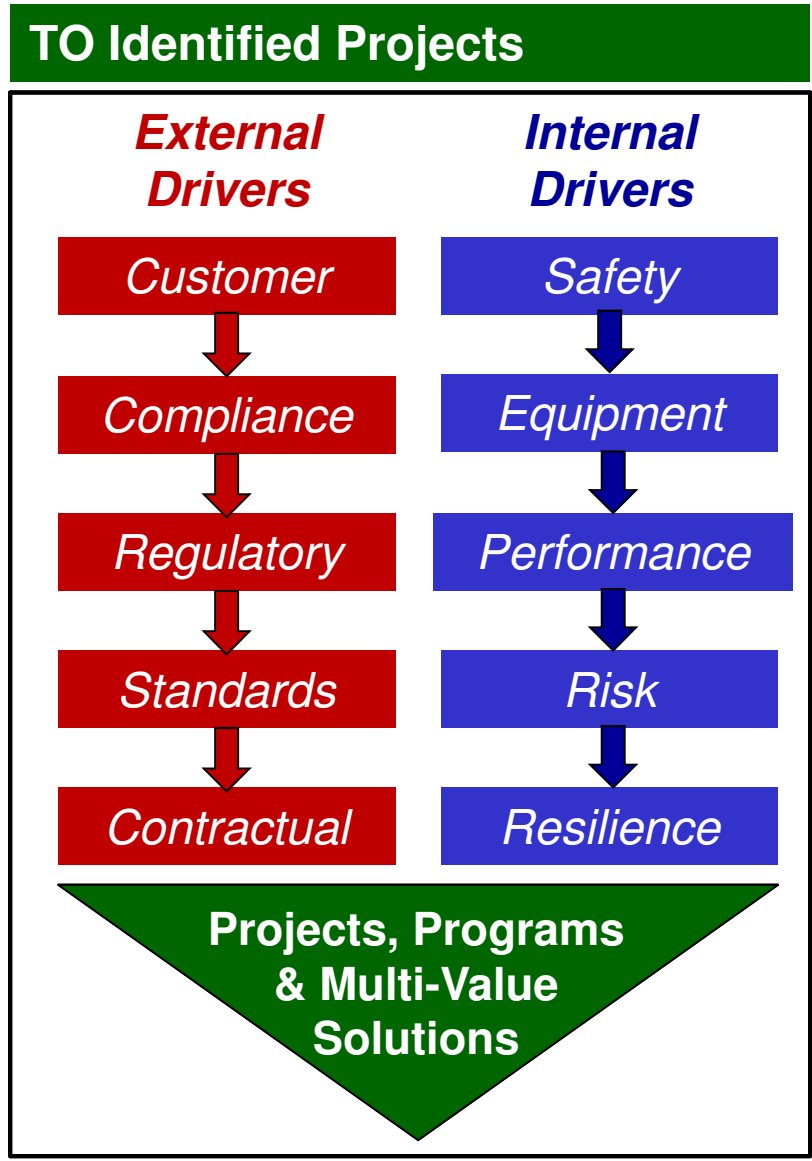 TO Identified Projects
External
Drivers
Customer
Compliance
Regulatory
Standards
Contractual
Internal
Drivers
Safety
Equipment
Performance
Risk
Resilience
Projects, Programs
& Multi-Value
Solutions